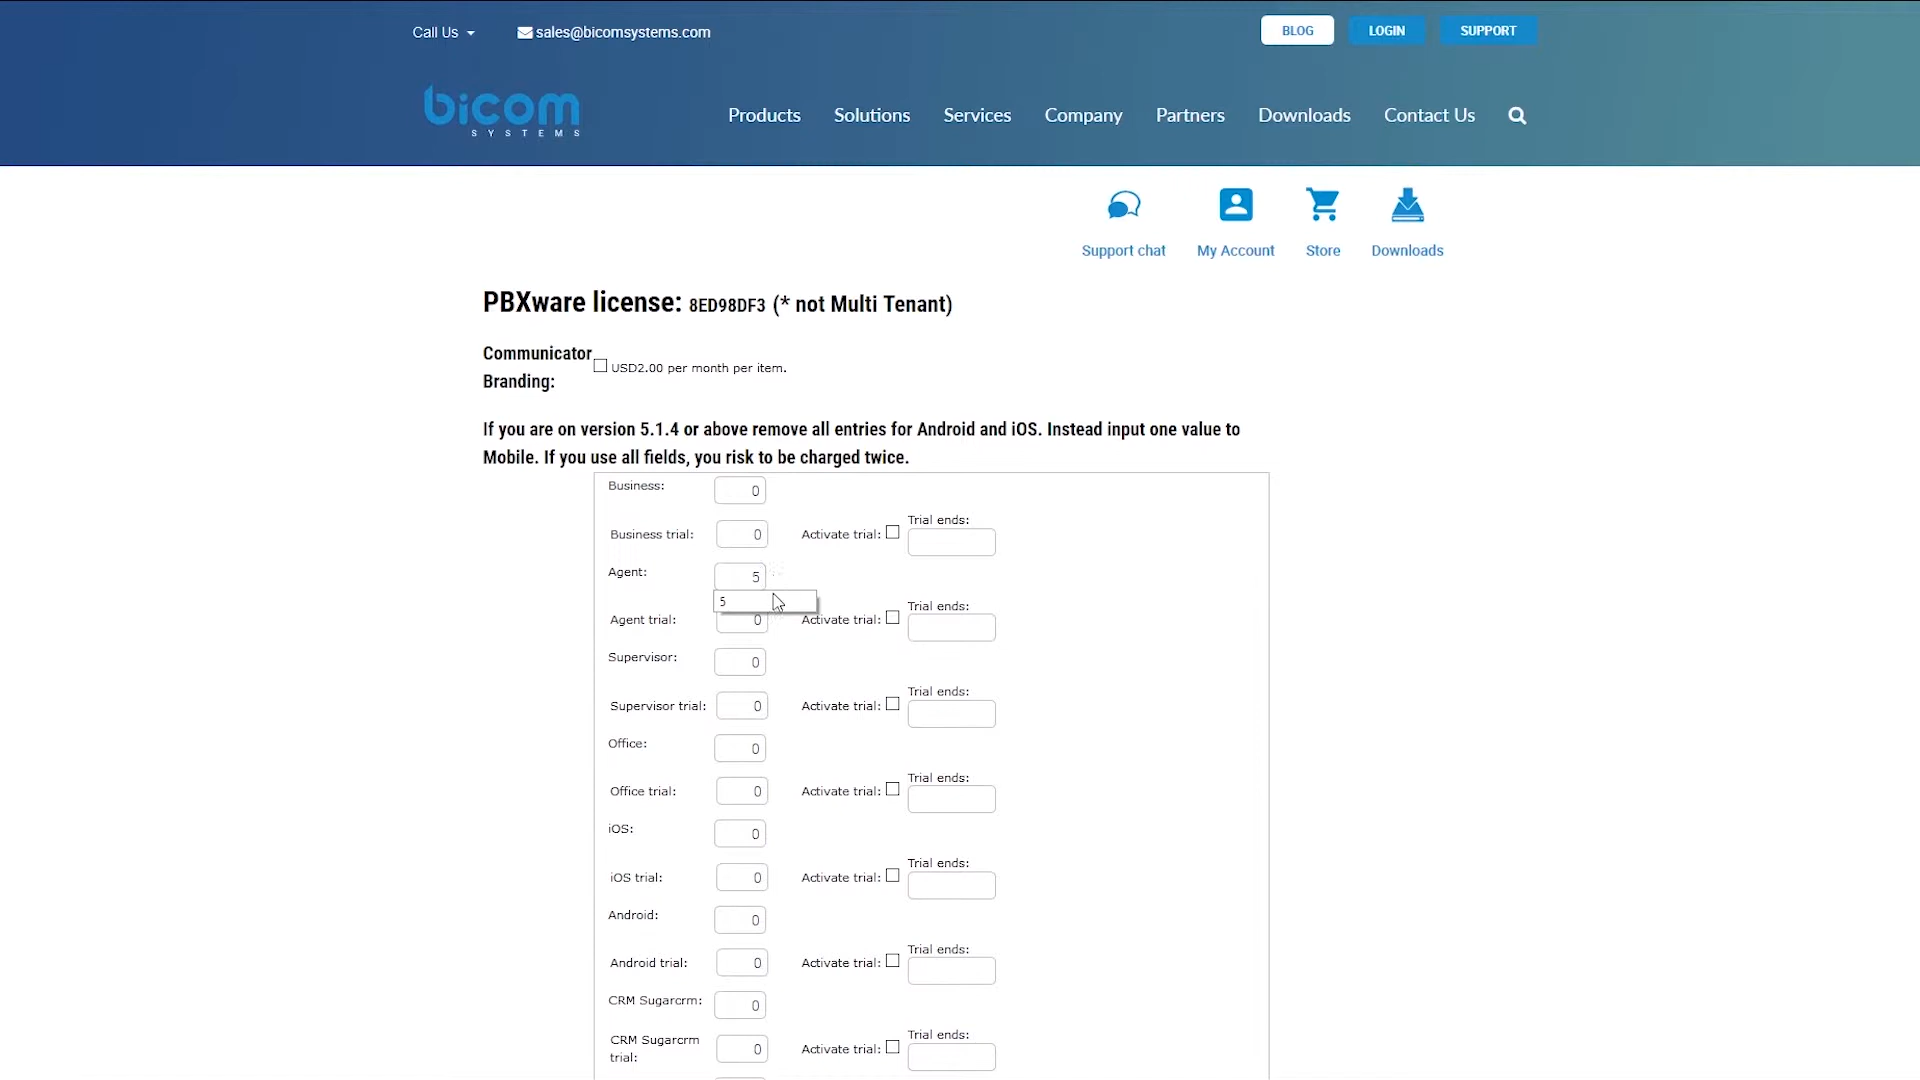 Call Us
sales@bicomsystems.com
BLOG
LOGIN
SUPPORT
bicom
SYSTEMS
Products
Solutions
Services
Company
Partners
Downloads
Contact Us
Support chat
My Account
Store
Downloads
PBXware license: 8ED98DF3 (* not Multi Tenant)
Communicator
Branding:
USD2.00 per month per item.
If you are on version 5.1.4 or above remove all entries for Android and iOS. Instead input one value to
Mobile. If you use all fields, you risk to be charged twice.
Business: 0
Business trial: 0 Activate trial: Trial ends:
Agent: 5
5
Agent trial: 0 Activate trial: Trial ends:
Supervisor: 0
Supervisor trial: 0 Activate trial: Trial ends:
Office: 0
Office trial: 0 Activate trial: Trial ends:
iOS: 0
iOS trial: 0 Activate trial: Trial ends:
Android: 0
Android trial: 0 Activate trial: Trial ends:
CRM Sugarcrm: 0
CRM Sugarcrm
trial: 0 Activate trial: Trial ends: